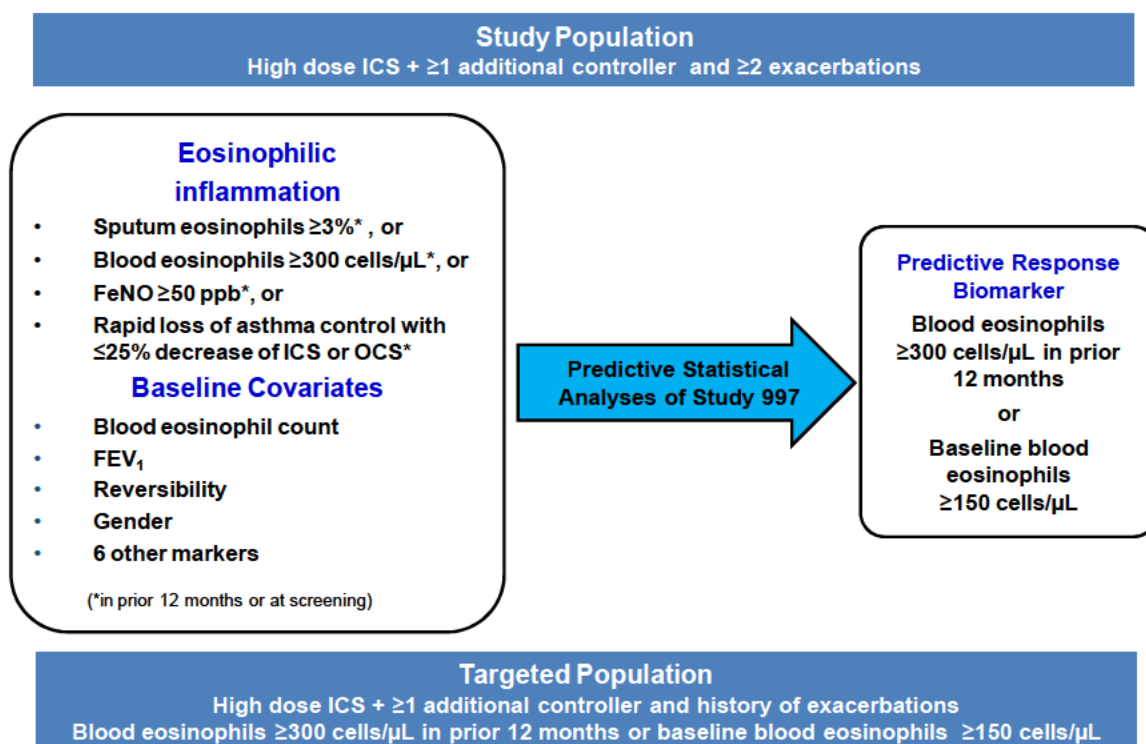 Study Population
High dose ICS + ≥1 additional controller and ≥2 exacerbations
Eosinophilic
inflammation
• Sputum eosinophils ≥3%* , or
• Blood eosinophils ≥300 cells/µL*, or
• FeNO ≥50 ppb*, or
• Rapid loss of asthma control with
≤25% decrease of ICS or OCS*
Baseline Covariates
• Blood eosinophil count
• FEV₁
• Reversibility
• Gender
• 6 other markers
(*in prior 12 months or at screening)
Predictive Statistical
Analyses of Study 997
Predictive Response
Biomarker
Blood eosinophils
≥300 cells/µL in prior
12 months
or
Baseline blood
eosinophils
≥150 cells/µL
Targeted Population
High dose ICS + ≥1 additional controller and history of exacerbations
Blood eosinophils ≥300 cells/µL in prior 12 months or baseline blood eosinophils ≥150 cells/µL